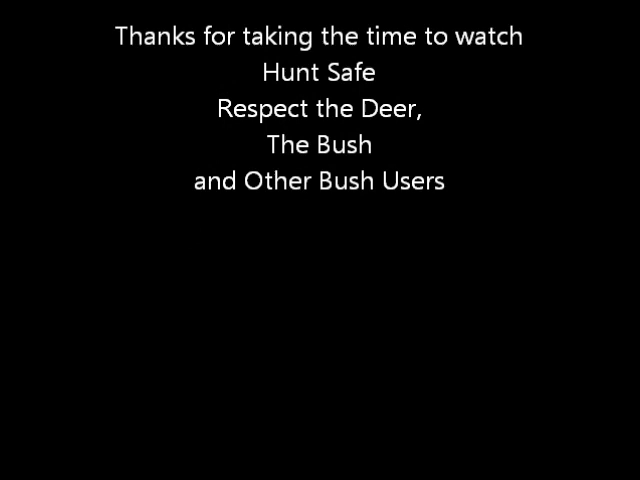 Thanks for taking the time to watch
Hunt Safe
Respect the Deer,
The Bush
and Other Bush Users